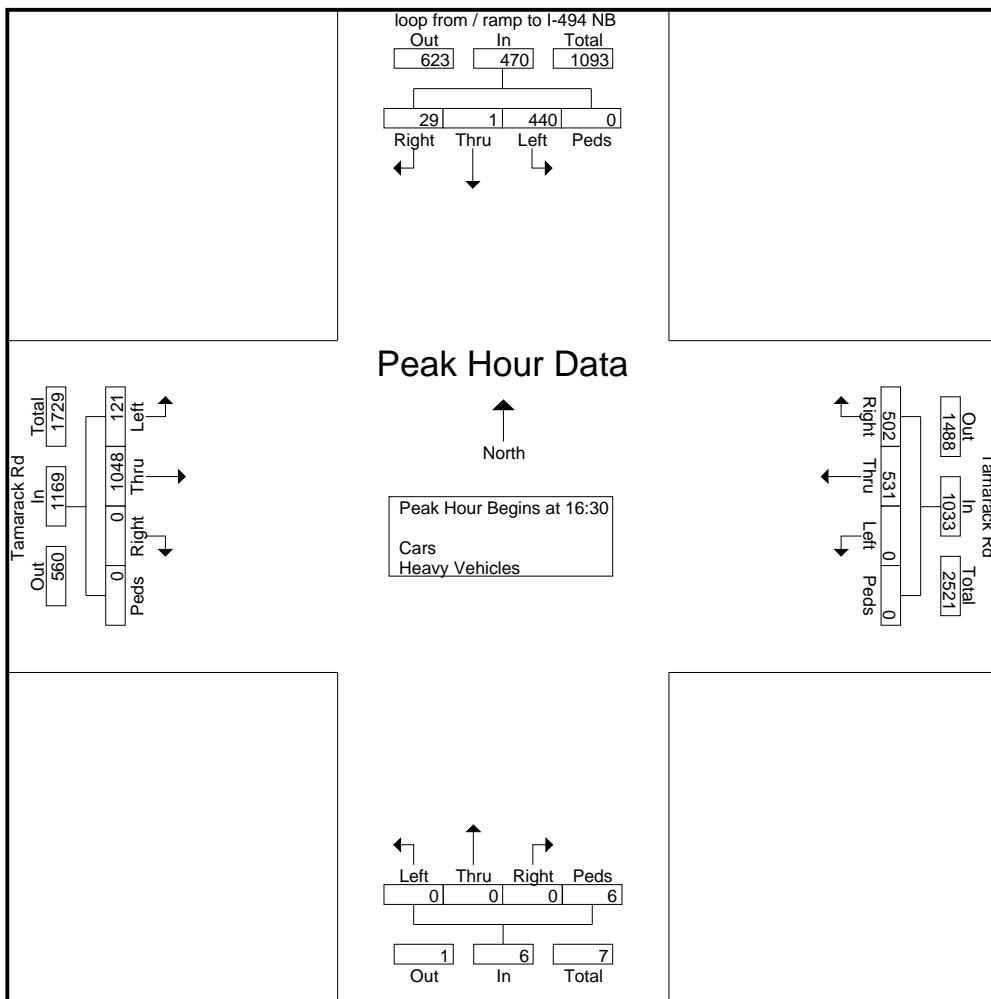 loop from / ramp to I-494 NB
Out In Total
623 470 1093
29 1 440 0
Right Thru Left Peds
Peak Hour Data
North
Peak Hour Begins at 16:30
Cars
Heavy Vehicles
Tamarack Rd
Out In Total
560 1169 1729
Left Thru Right Peds
121 1048 0 0
Tamarack Rd
Out In Total
1488 1033 2521
Right Thru Left Peds
502 531 0 0
Left Thru Right Peds
0 0 0 6
1 6 7
Out In Total